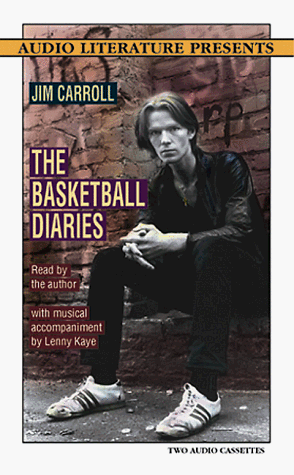 AUDIO LITERATURE PRESENTS
JIM CARROLL
THE
BASKETBALL
DIARIES
Read by
the author
with musical
accompaniment
by Lenny Kaye
TWO AUDIO CASSETTES